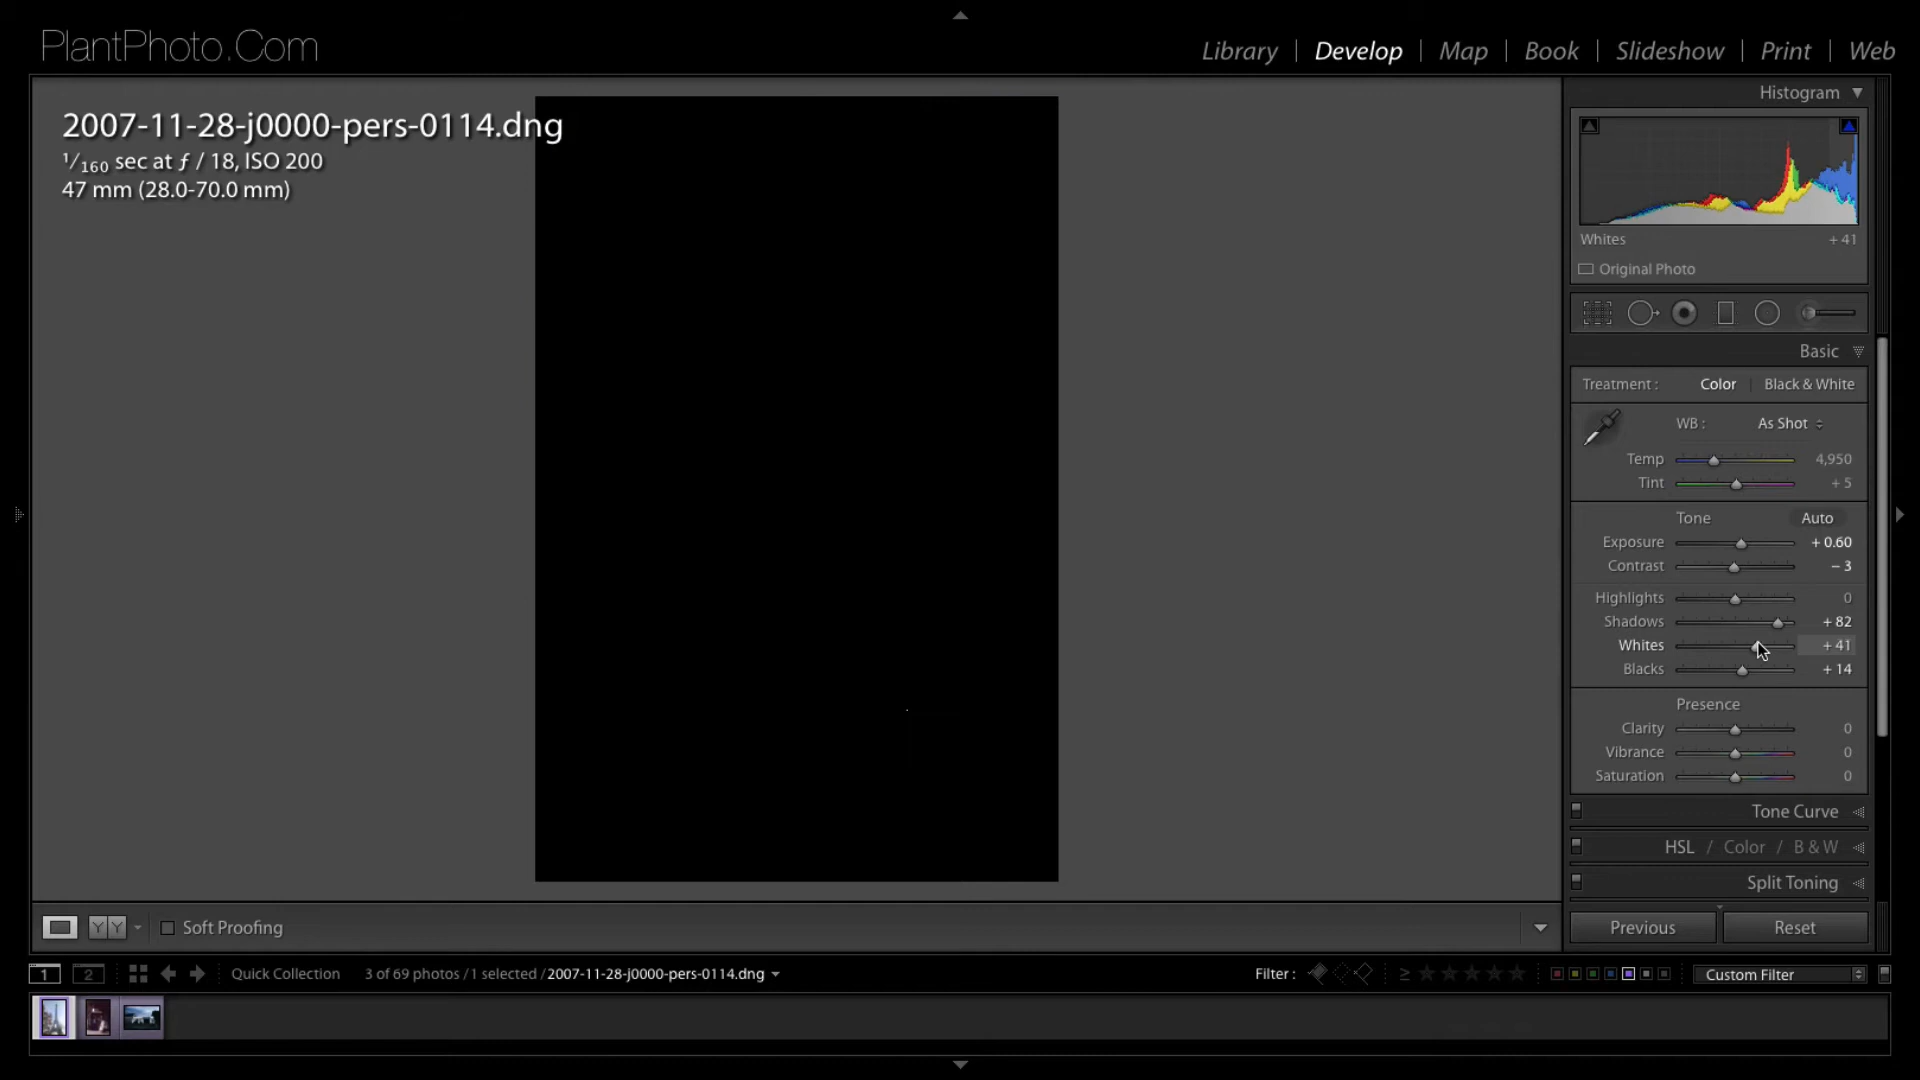 PlantPhoto.Com
Library | Develop | Map | Book | Slideshow | Print | Web
2007-11-28-j0000-pers-0114.dng
1/160 sec at ƒ / 18, ISO 200
47 mm (28.0-70.0 mm)
Histogram
Whites + 41
Original Photo
Basic
Treatment : Color | Black & White
WB : As Shot
Temp 4,950
Tint + 5
Tone Auto
Exposure + 0.60
Contrast – 3
Highlights 0
Shadows + 82
Whites + 41
Blacks + 14
Presence
Clarity 0
Vibrance 0
Saturation 0
Tone Curve
HSL / Color / B & W
Split Toning
Previous Reset
Y Y Soft Proofing
1 2 Quick Collection 3 of 69 photos / 1 selected / 2007-11-28-j0000-pers-0114.dng Filter : ≥ Custom Filter